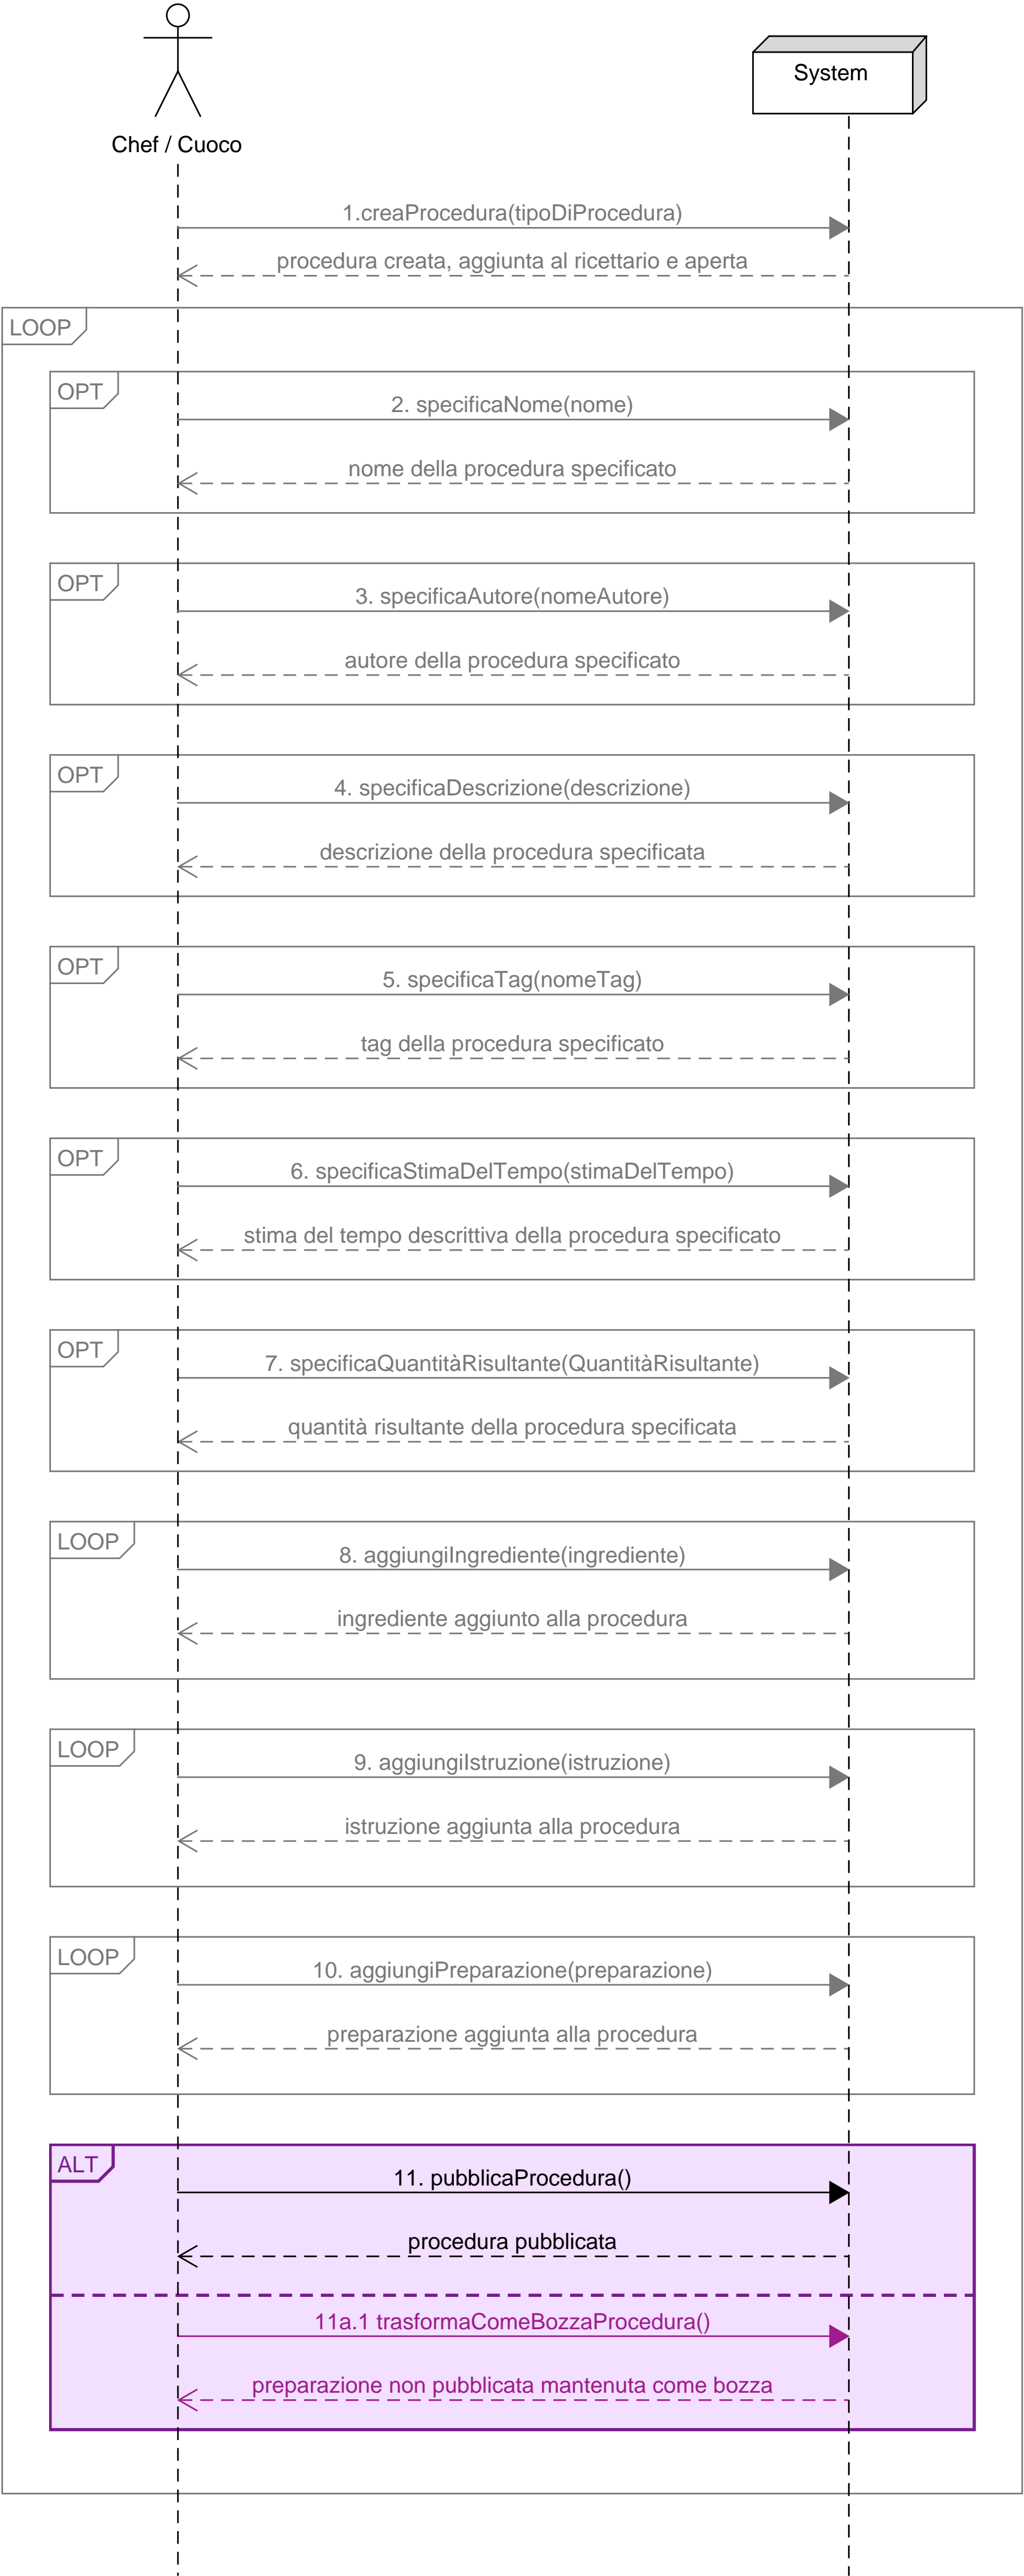 System
Chef / Cuoco
1.creaProcedura(tipoDiProcedura)
procedura creata, aggiunta al ricettario e aperta
LOOP
OPT
2. specificaNome(nome)
nome della procedura specificato
OPT
3. specificaAutore(nomeAutore)
autore della procedura specificato
OPT
4. specificaDescrizione(descrizione)
descrizione della procedura specificata
OPT
5. specificaTag(nomeTag)
tag della procedura specificato
OPT
6. specificaStimaDelTempo(stimaDelTempo)
stima del tempo descrittiva della procedura specificato
OPT
7. specificaQuantitàRisultante(QuantitàRisultante)
quantità risultante della procedura specificata
LOOP
8. aggiungiIngrediente(ingrediente)
ingrediente aggiunto alla procedura
LOOP
9. aggiungiIstruzione(istruzione)
istruzione aggiunta alla procedura
LOOP
10. aggiungiPreparazione(preparazione)
preparazione aggiunta alla procedura
ALT
11. pubblicaProcedura()
procedura pubblicata
11a.1 trasformaComeBozzaProcedura()
preparazione non pubblicata mantenuta come bozza